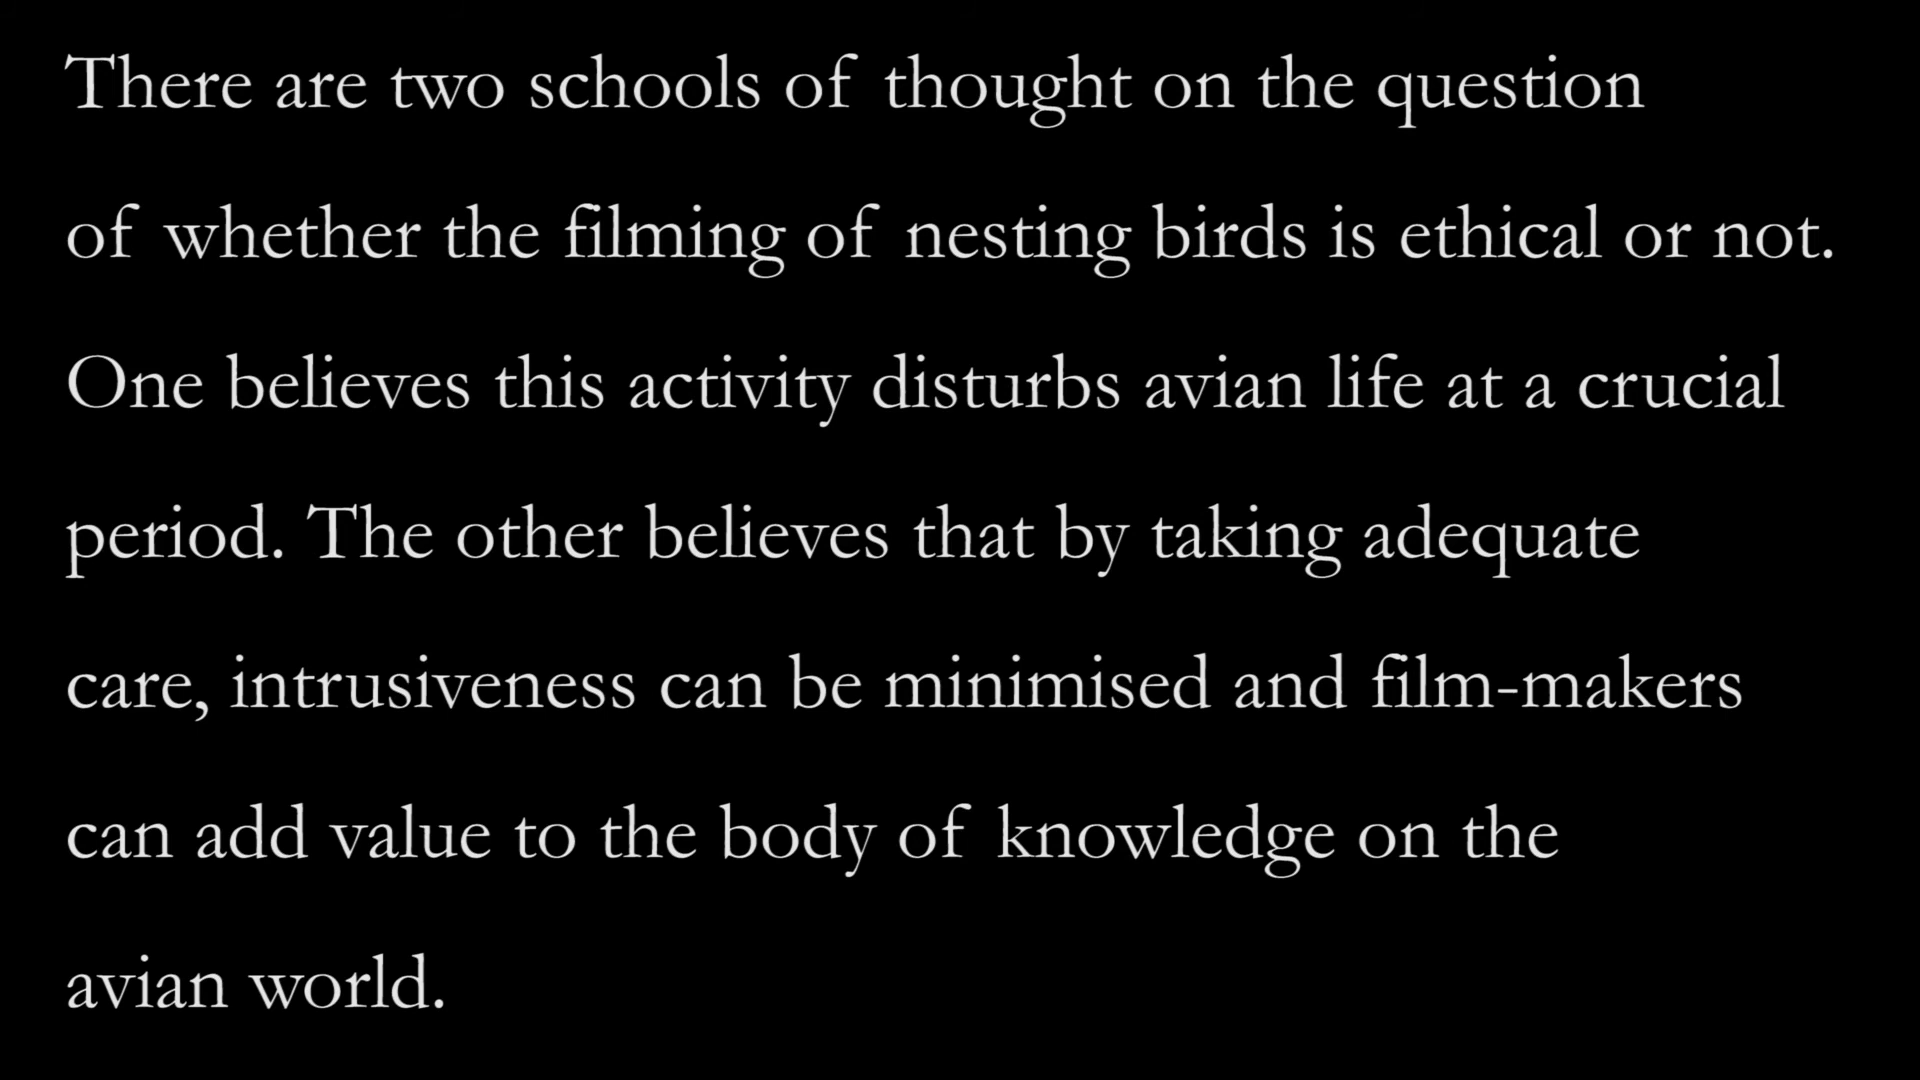 There are two schools of thought on the question
of whether the filming of nesting birds is ethical or not.
One believes this activity disturbs avian life at a crucial
period. The other believes that by taking adequate
care, intrusiveness can be minimised and film-makers
can add value to the body of knowledge on the
avian world.